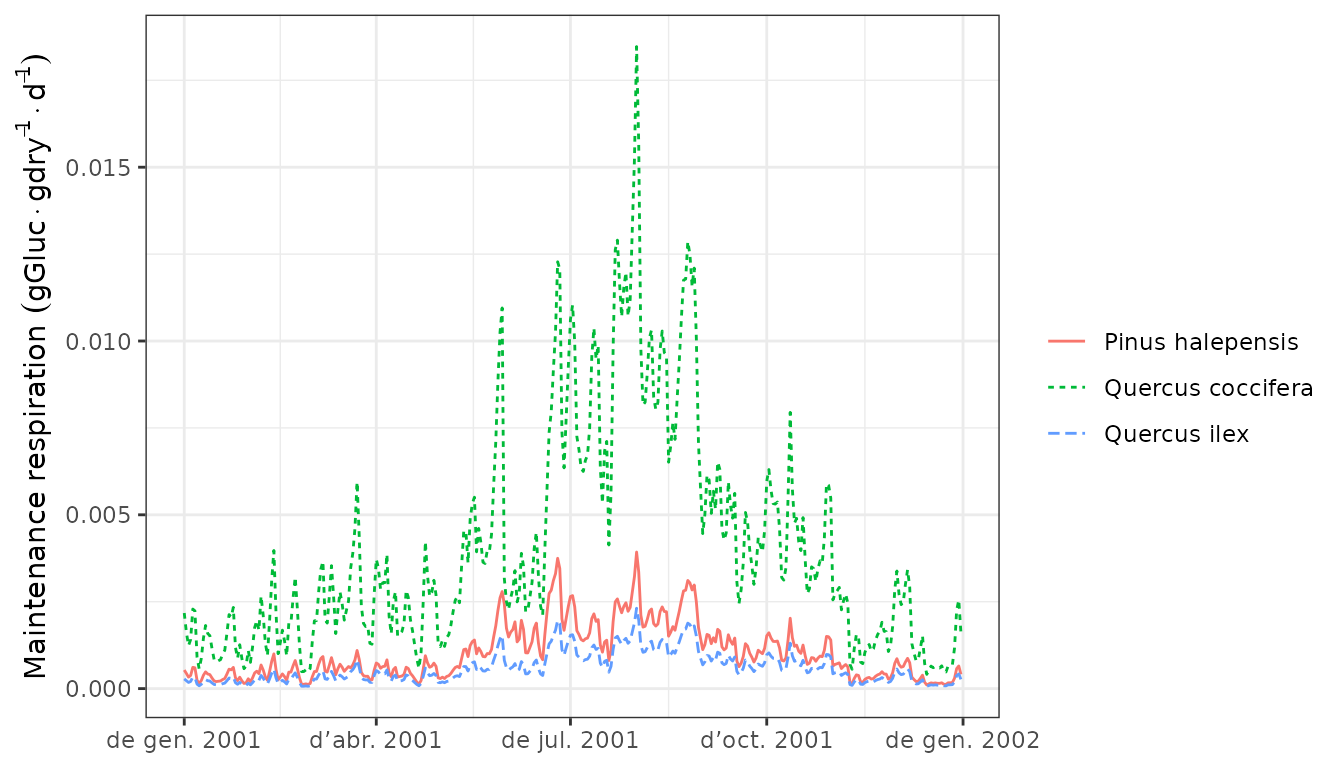 Maintenance respiration (gGluc · gdry⁻¹ · d⁻¹)
0.015
0.010
0.005
0.000
de gen. 2001 d’abr. 2001 de jul. 2001 d’oct. 2001 de gen. 2002
Pinus halepensis
Quercus coccifera
Quercus ilex